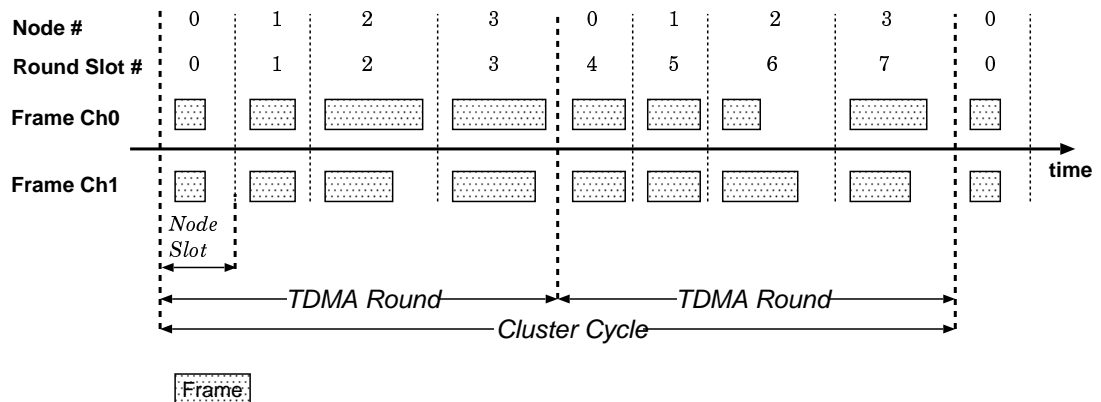 Node # 0 1 2 3 0 1 2 3 0
Round Slot # 0 1 2 3 4 5 6 7 0
Frame Ch0
time
Frame Ch1
Node
Slot
TDMA Round TDMA Round
Cluster Cycle
Frame